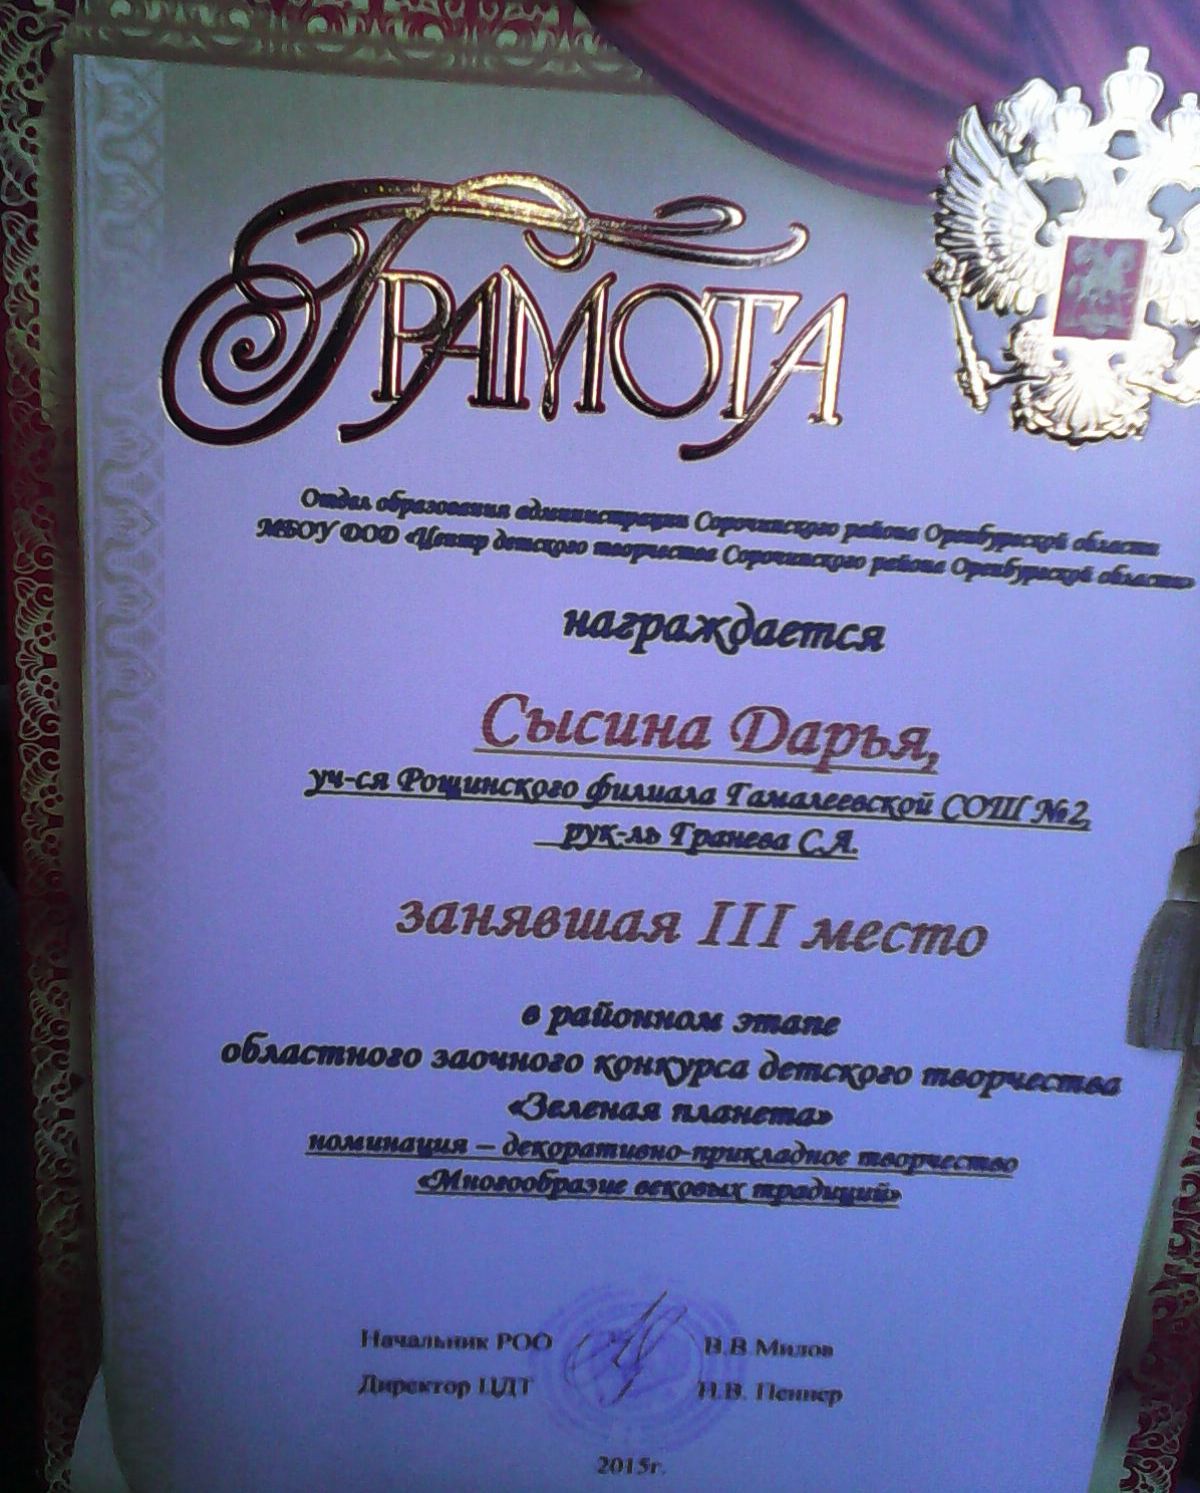 Грамота
Отдел образования администрации Сорочинского района Оренбургской области
МБОУ ДОД «Центр детского творчества Сорочинского района Оренбургской области»
награждается
Сысина Дарья,
уч-ся Рощинского филиала Гамалеевской СОШ №2,
рук-ль Гранева С.А.
занявшая III место
в районном этапе
областного заочного конкурса детского творчества
«Зеленая планета»
номинация – декоративно-прикладное творчество
«Многообразие вековых традиций»
Начальник РОО В.В.Милов
Директор ЦДТ Н.В. Пеннер
2015г.